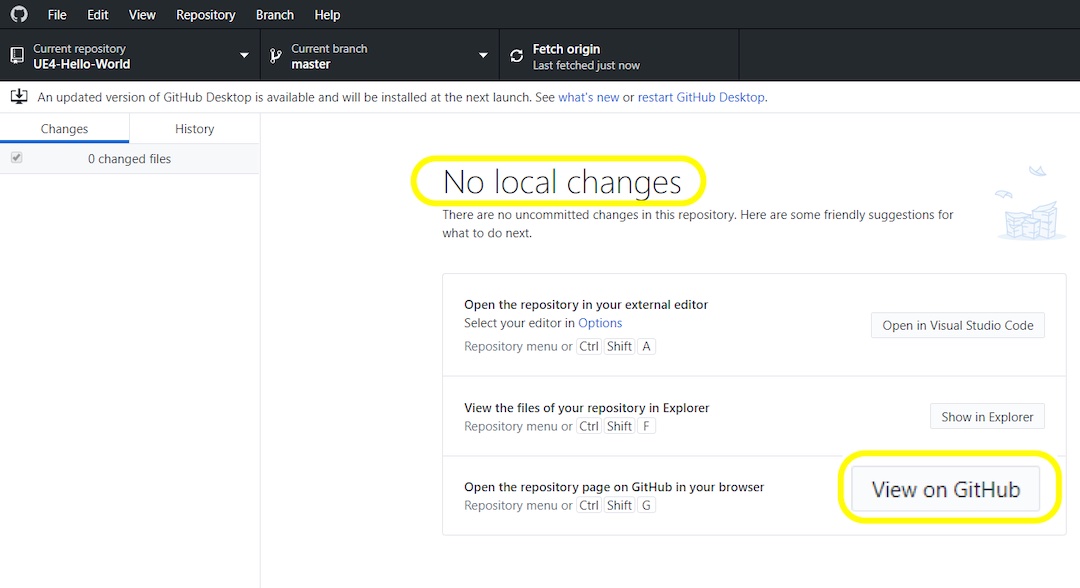 File Edit View Repository Branch Help
Current repository
UE4-Hello-World
Current branch
master
Fetch origin
Last fetched just now
An updated version of GitHub Desktop is available and will be installed at the next launch. See what's new or restart GitHub Desktop.
Changes History
0 changed files
No local changes
There are no uncommitted changes in this repository. Here are some friendly suggestions for
what to do next.
Open the repository in your external editor
Select your editor in Options
Repository menu or Ctrl Shift A
Open in Visual Studio Code
View the files of your repository in Explorer
Repository menu or Ctrl Shift F
Show in Explorer
Open the repository page on GitHub in your browser
Repository menu or Ctrl Shift G
View on GitHub